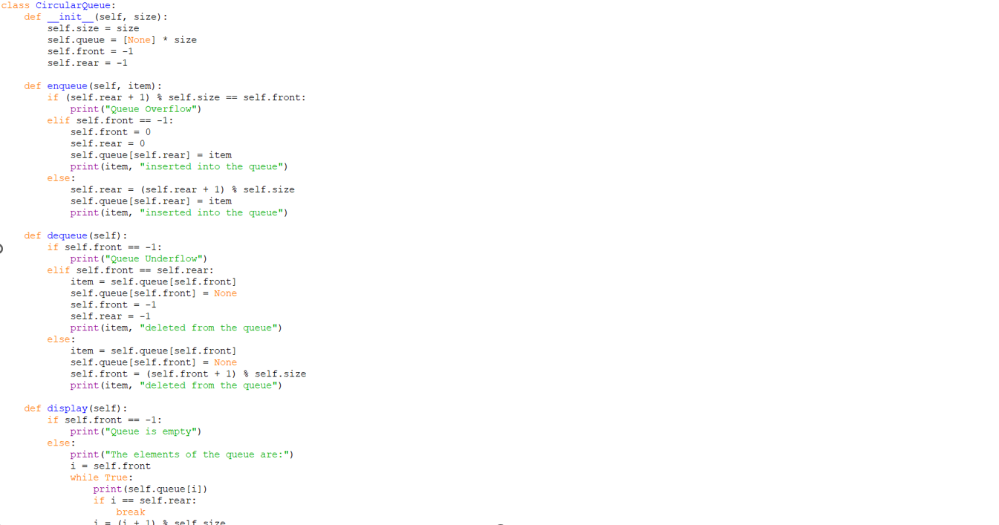 class CircularQueue:
    def __init__(self, size):
        self.size = size
        self.queue = [None] * size
        self.front = -1
        self.rear = -1

    def enqueue(self, item):
        if (self.rear + 1) % self.size == self.front:
            print("Queue Overflow")
        elif self.front == -1:
            self.front = 0
            self.rear = 0
            self.queue[self.rear] = item
            print(item, "inserted into the queue")
        else:
            self.rear = (self.rear + 1) % self.size
            self.queue[self.rear] = item
            print(item, "inserted into the queue")

    def dequeue(self):
        if self.front == -1:
            print("Queue Underflow")
        elif self.front == self.rear:
            item = self.queue[self.front]
            self.queue[self.front] = None
            self.front = -1
            self.rear = -1
            print(item, "deleted from the queue")
        else:
            item = self.queue[self.front]
            self.queue[self.front] = None
            self.front = (self.front + 1) % self.size
            print(item, "deleted from the queue")

    def display(self):
        if self.front == -1:
            print("Queue is empty")
        else:
            print("The elements of the queue are:")
            i = self.front
            while True:
                print(self.queue[i])
                if i == self.rear:
                    break
                i = (i + 1) % self.size